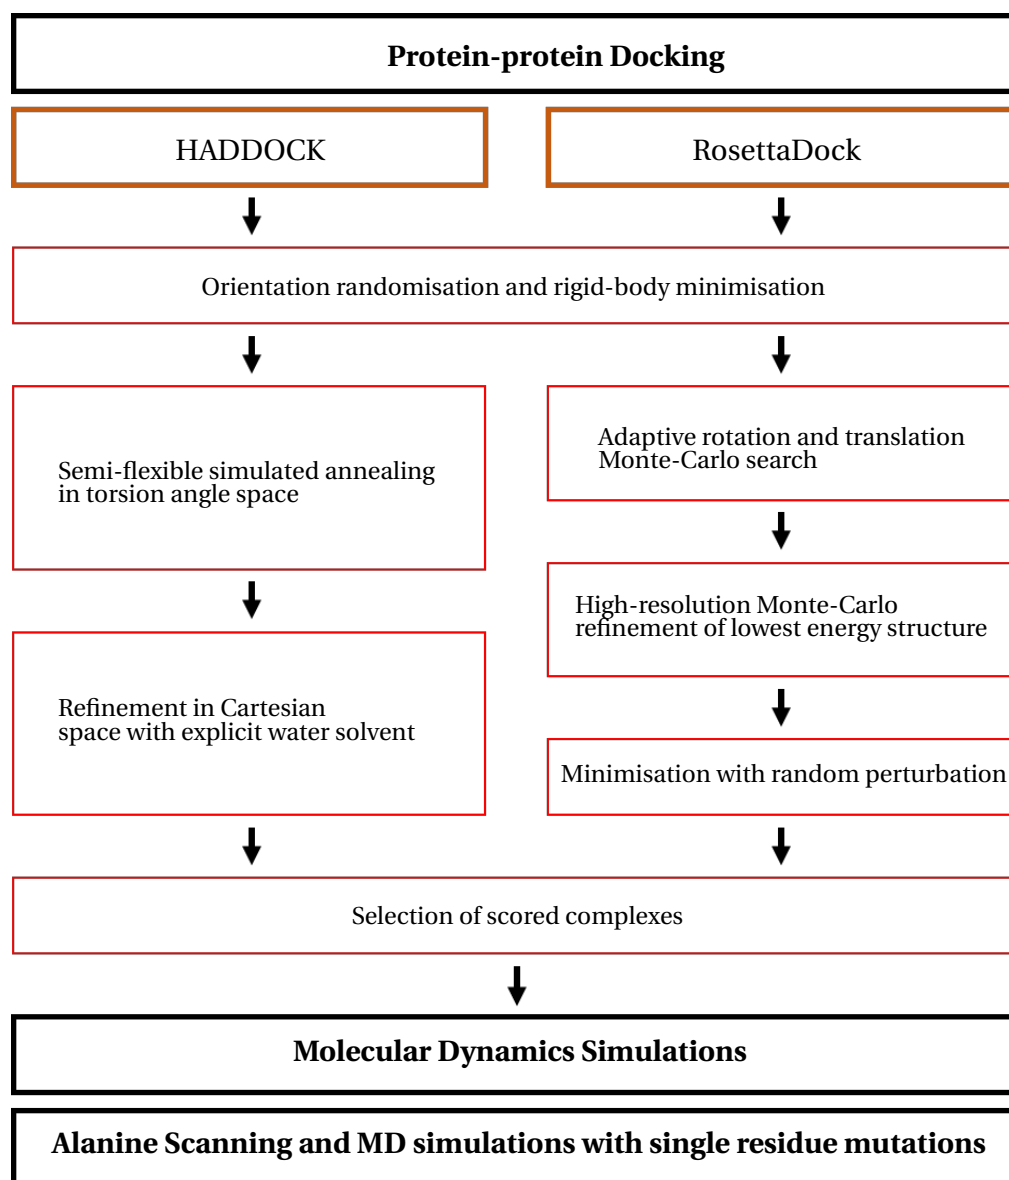 Protein-protein Docking
HADDOCK
RosettaDock
Orientation randomisation and rigid-body minimisation
Semi-flexible simulated annealing
in torsion angle space
Adaptive rotation and translation
Monte-Carlo search
High-resolution Monte-Carlo
refinement of lowest energy structure
Refinement in Cartesian
space with explicit water solvent
Minimisation with random perturbation
Selection of scored complexes
Molecular Dynamics Simulations
Alanine Scanning and MD simulations with single residue mutations